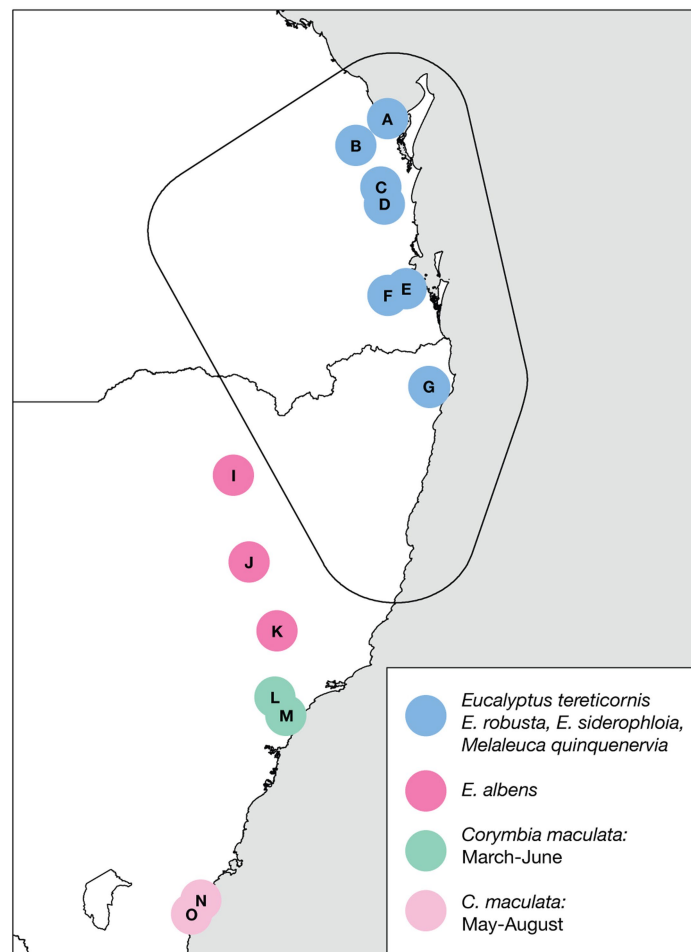 A
B
C
D
E
F
G
I
J
K
L
M
N
O
Eucalyptus tereticornis
E. robusta, E. siderophloia,
Melaleuca quinquenervia
E. albens
Corymbia maculata:
March-June
C. maculata:
May-August